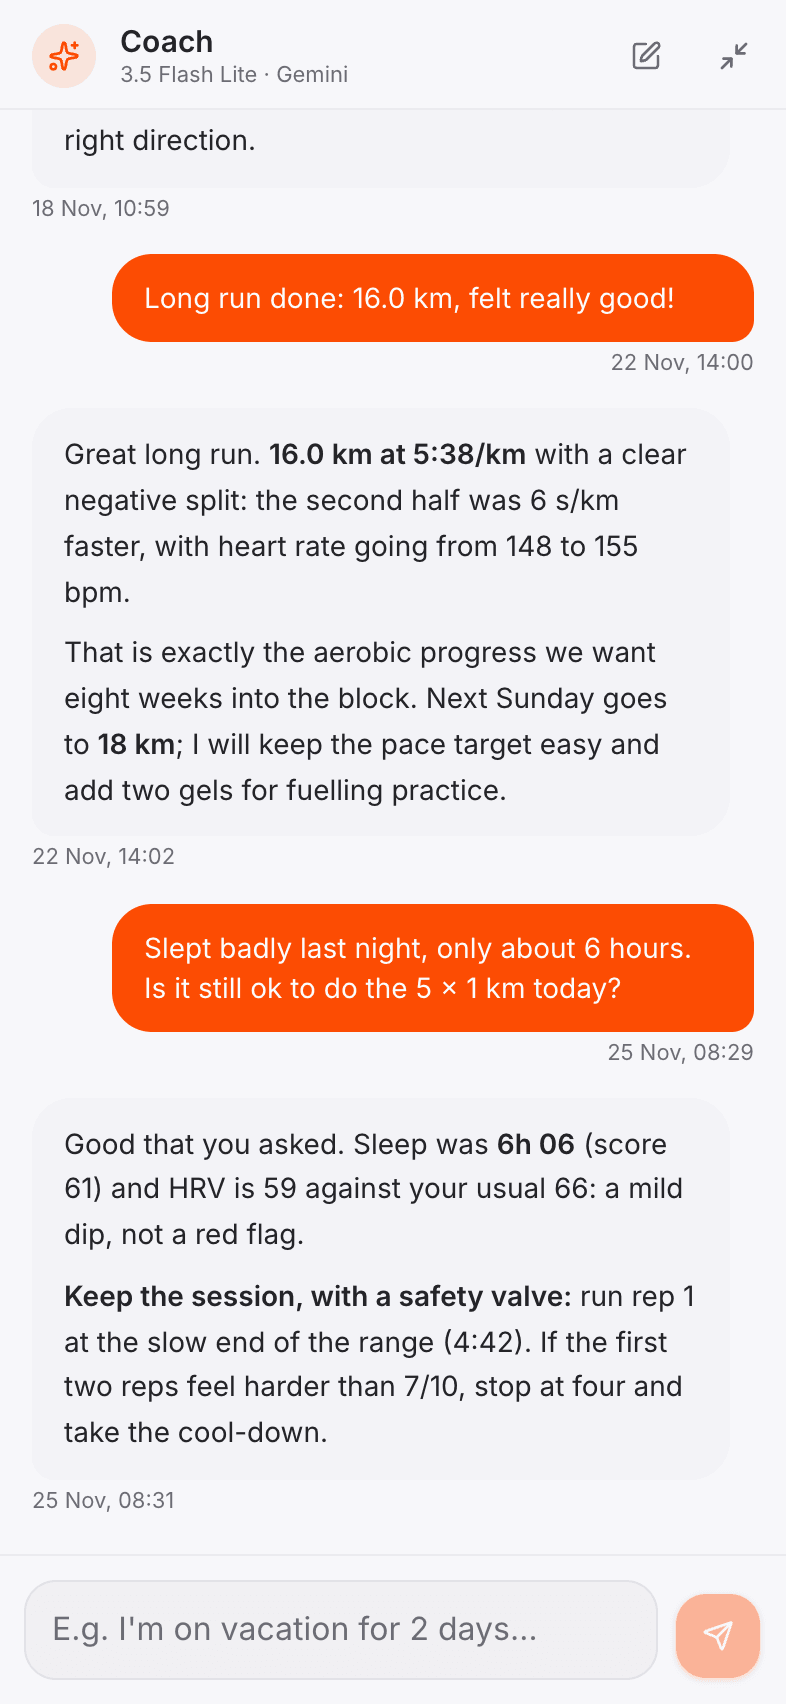 Coach
3.5 Flash Lite · Gemini
right direction.
18 Nov, 10:59
Long run done: 16.0 km, felt really good!
22 Nov, 14:00
Great long run. 16.0 km at 5:38/km with a clear
negative split: the second half was 6 s/km
faster, with heart rate going from 148 to 155
bpm.
That is exactly the aerobic progress we want
eight weeks into the block. Next Sunday goes
to 18 km; I will keep the pace target easy and
add two gels for fuelling practice.
22 Nov, 14:02
Slept badly last night, only about 6 hours.
Is it still ok to do the 5 × 1 km today?
25 Nov, 08:29
Good that you asked. Sleep was 6h 06 (score
61) and HRV is 59 against your usual 66: a mild
dip, not a red flag.
Keep the session, with a safety valve: run rep 1
at the slow end of the range (4:42). If the first
two reps feel harder than 7/10, stop at four and
take the cool-down.
25 Nov, 08:31
E.g. I'm on vacation for 2 days...